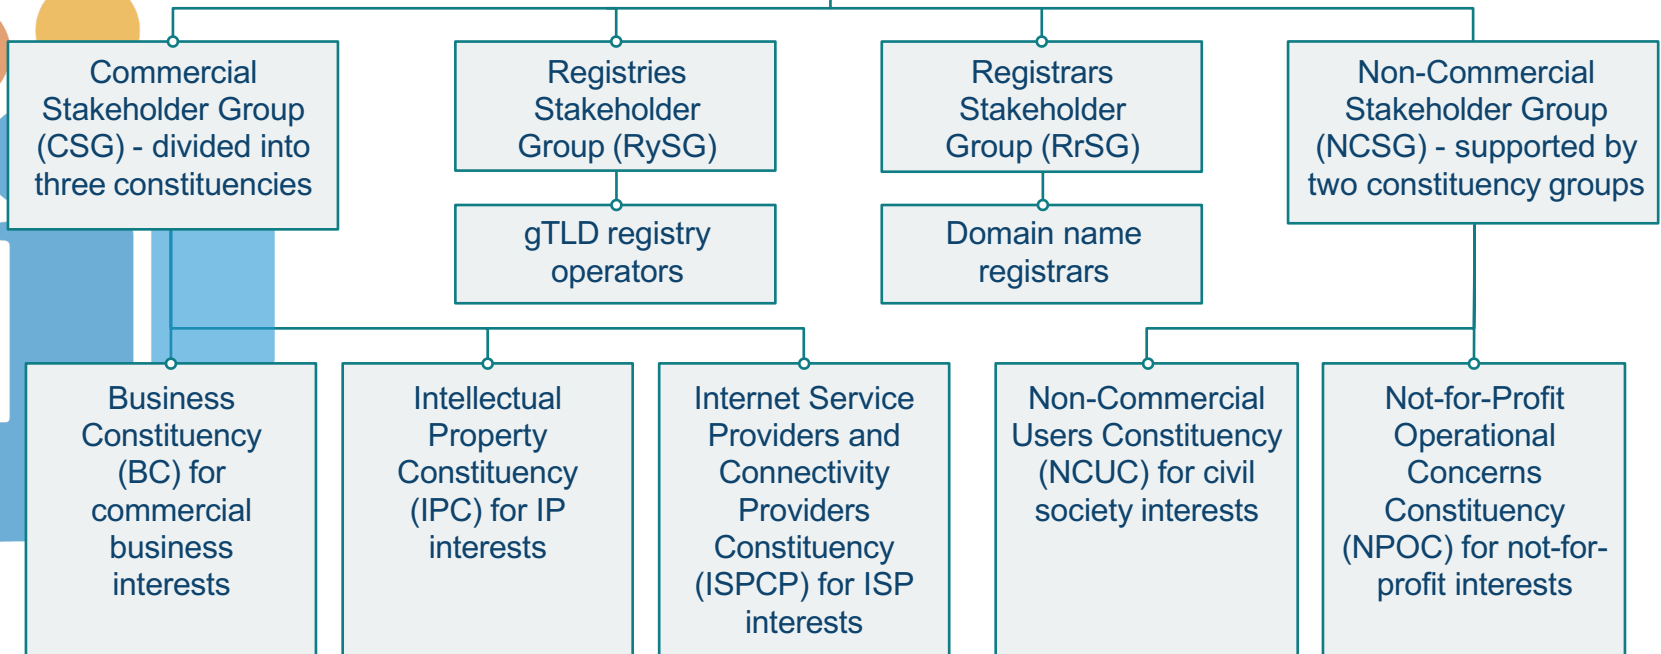 Commercial
Stakeholder Group
(CSG) - divided into
three constituencies
Registries
Stakeholder
Group (RySG)
Registrars
Stakeholder
Group (RrSG)
Non-Commercial
Stakeholder Group
(NCSG) - supported by
two constituency groups
gTLD registry
operators
Domain name
registrars
Business
Constituency
(BC) for
commercial
business
interests
Intellectual
Property
Constituency
(IPC) for IP
interests
Internet Service
Providers and
Connectivity
Providers
Constituency
(ISPCP) for ISP
interests
Non-Commercial
Users Constituency
(NCUC) for civil
society interests
Not-for-Profit
Operational
Concerns
Constituency
(NPOC) for not-for-
profit interests